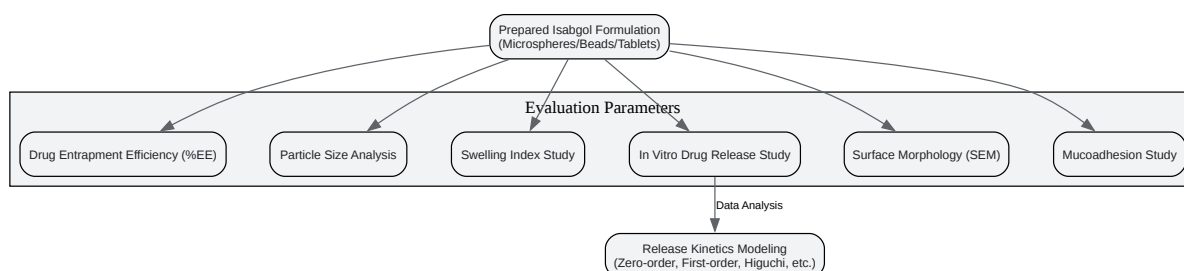 Prepared Isabgol Formulation
(Microspheres/Beads/Tablets)
Evaluation Parameters
Drug Entrapment Efficiency (%EE)
Particle Size Analysis
Swelling Index Study
In Vitro Drug Release Study
Surface Morphology (SEM)
Mucoadhesion Study
Data Analysis
Release Kinetics Modeling
(Zero-order, First-order, Higuchi, etc.)